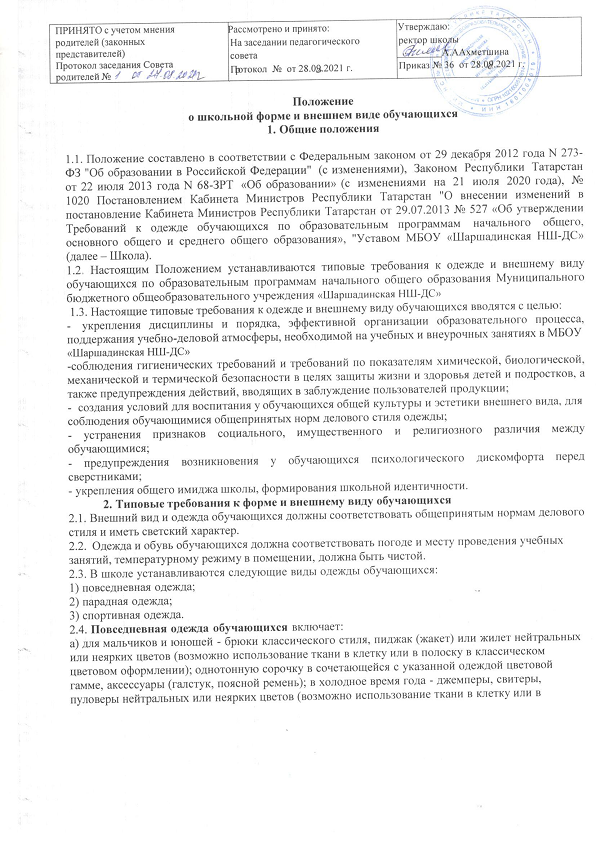 ПРИНЯТО с учетом мнения
родителей (законных
представителей)
Протокол заседания Совета
родителей № 1 от 27.08.2021г
Рассмотрено и принято:
На заседании педагогического
совета
Протокол № от 28.09.2021 г.
Утверждаю:
ректор школы
А.ААхметшина
Приказ № 36 от 28.09.2021 г.
Положение
о школьной форме и внешнем виде обучающихся
1. Общие положения
1.1. Положение составлено в соответствии с Федеральным законом от 29 декабря 2012 года N 273-
ФЗ "Об образовании в Российской Федерации" (с изменениями), Законом Республики Татарстан
от 22 июля 2013 года N 68-ЗРТ «Об образовании» (с изменениями на 21 июля 2020 года), №
1020 Постановлением Кабинета Министров Республики Татарстан "О внесении изменений в
постановление Кабинета Министров Республики Татарстан от 29.07.2013 № 527 «Об утверждении
Требований к одежде обучающихся по образовательным программам начального общего,
основного общего и среднего общего образования», "Уставом МБОУ «Шаршадинская НШ-ДС»
(далее – Школа).
1.2. Настоящим Положением устанавливаются типовые требования к одежде и внешнему виду
обучающихся по образовательным программам начального общего образования Муниципального
бюджетного общеобразовательного учреждения «Шаршадинская НШ-ДС»
1.3. Настоящие типовые требования к одежде и внешнему виду обучающихся вводятся с целью:
- укрепления дисциплины и порядка, эффективной организации образовательного процесса,
поддержания учебно-деловой атмосферы, необходимой на учебных и внеурочных занятиях в МБОУ
«Шаршадинская НШ-ДС»
-соблюдения гигиенических требований и требований по показателям химической, биологической,
механической и термической безопасности в целях защиты жизни и здоровья детей и подростков, а
также предупреждения действий, вводящих в заблуждение пользователей продукции;
- создания условий для воспитания у обучающихся общей культуры и эстетики внешнего вида, для
соблюдения обучающимися общепринятых норм делового стиля одежды;
- устранения признаков социального, имущественного и религиозного различия между
обучающимися;
- предупреждения возникновения у обучающихся психологического дискомфорта перед
сверстниками;
- укрепления общего имиджа школы, формирования школьной идентичности.
2. Типовые требования к форме и внешнему виду обучающихся
2.1. Внешний вид и одежда обучающихся должны соответствовать общепринятым нормам делового
стиля и иметь светский характер.
2.2. Одежда и обувь обучающихся должна соответствовать погоде и месту проведения учебных
занятий, температурному режиму в помещении, должна быть чистой.
2.3. В школе устанавливаются следующие виды одежды обучающихся:
1) повседневная одежда;
2) парадная одежда;
3) спортивная одежда.
2.4. Повседневная одежда обучающихся включает:
а) для мальчиков и юношей - брюки классического стиля, пиджак (жакет) или жилет нейтральных
или неярких цветов (возможно использование ткани в клетку или в полоску в классическом
цветовом оформлении); однотонную сорочку в сочетающейся с указанной одеждой цветовой
гамме, аксессуары (галстук, поясной ремень); в холодное время года - джемперы, свитеры,
пуловеры нейтральных или неярких цветов (возможно использование ткани в клетку или в